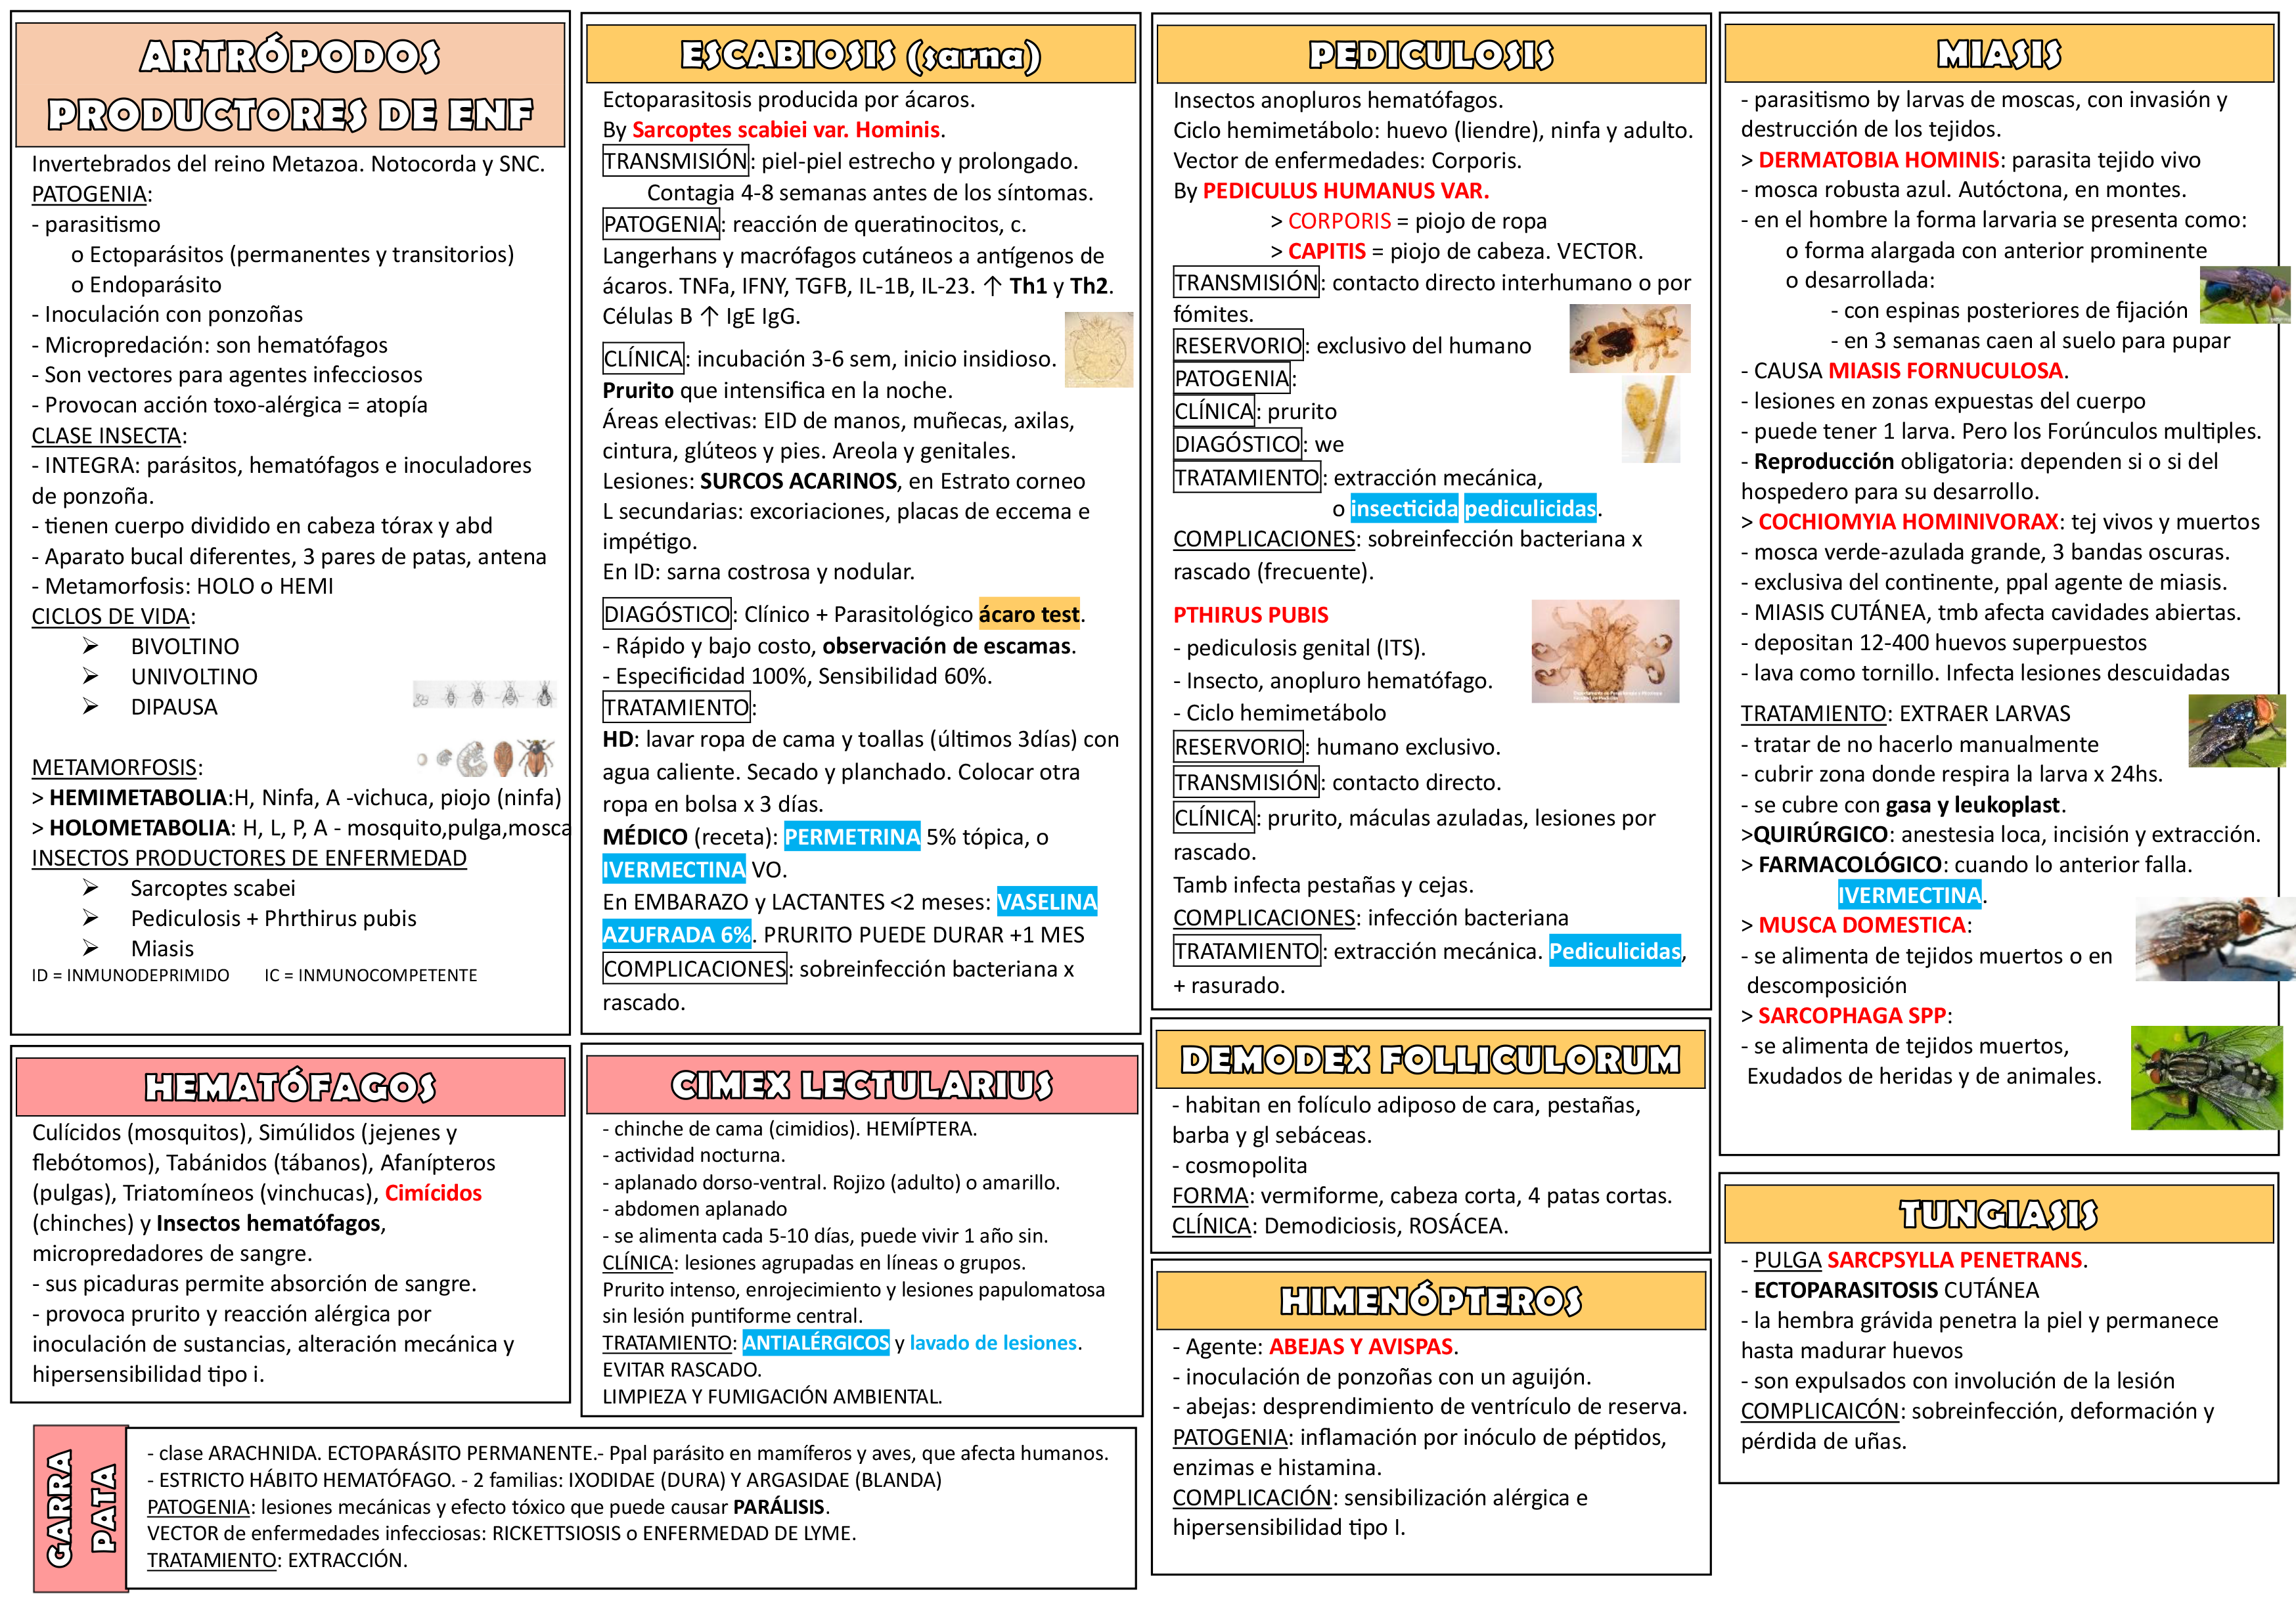 ARTRÓPODOS
PRODUCTORES DE ENF
Invertebrados del reino Metazoa. Notocorda y SNC.
PATOGENIA:
- parasitismo
o Ectoparásitos (permanentes y transitorios)
o Endoparásito
- Inoculación con ponzoñas
- Micropredación: son hematófagos
- Son vectores para agentes infecciosos
- Provocan acción toxo-alérgica = atopía
CLASE INSECTA:
- INTEGRA: parásitos, hematófagos e inoculadores
de ponzoña.
- tienen cuerpo dividido en cabeza tórax y abd
- Aparato bucal diferentes, 3 pares de patas, antena
- Metamorfosis: HOLO o HEMI
CICLOS DE VIDA:
➢ BIVOLTINO
➢ UNIVOLTINO
➢ DIPAUSA
METAMORFOSIS:
> HEMIMETABOLIA:H, Ninfa, A -vichuca, piojo (ninfa)
> HOLOMETABOLIA: H, L, P, A - mosquito,pulga,mosca
INSECTOS PRODUCTORES DE ENFERMEDAD
➢ Sarcoptes scabei
➢ Pediculosis + Phrthirus pubis
➢ Miasis
ID = INMUNODEPRIMIDO IC = INMUNOCOMPETENTE
ESCABIOSIS (sarna)
Ectoparasitosis producida por ácaros.
By Sarcoptes scabiei var. Hominis.
TRANSMISIÓN: piel-piel estrecho y prolongado.
Contagia 4-8 semanas antes de los síntomas.
PATOGENIA: reacción de queratinocitos, c.
Langerhans y macrófagos cutáneos a antígenos de
ácaros. TNFa, IFNY, TGFB, IL-1B, IL-23. ↑ Th1 y Th2.
Células B ↑ IgE IgG.
CLÍNICA: incubación 3-6 sem, inicio insidioso.
Prurito que intensifica en la noche.
Áreas electivas: EID de manos, muñecas, axilas,
cintura, glúteos y pies. Areola y genitales.
Lesiones: SURCOS ACARINOS, en Estrato corneo
L secundarias: excoriaciones, placas de eccema e
impétigo.
En ID: sarna costrosa y nodular.
DIAGÓSTICO: Clínico + Parasitológico ácaro test.
- Rápido y bajo costo, observación de escamas.
- Especificidad 100%, Sensibilidad 60%.
TRATAMIENTO:
HD: lavar ropa de cama y toallas (últimos 3días) con
agua caliente. Secado y planchado. Colocar otra
ropa en bolsa x 3 días.
MÉDICO (receta): PERMETRINA 5% tópica, o
IVERMECTINA VO.
En EMBARAZO y LACTANTES <2 meses: VASELINA
AZUFRADA 6%. PRURITO PUEDE DURAR +1 MES
COMPLICACIONES: sobreinfección bacteriana x
rascado.
PEDICULOSIS
Insectos anopluros hematófagos.
Ciclo hemimetábolo: huevo (liendre), ninfa y adulto.
Vector de enfermedades: Corporis.
By PEDICULUS HUMANUS VAR.
> CORPORIS = piojo de ropa
> CAPITIS = piojo de cabeza. VECTOR.
TRANSMISIÓN: contacto directo interhumano o por
fómites.
RESERVORIO: exclusivo del humano
PATOGENIA:
CLÍNICA: prurito
DIAGÓSTICO: we
TRATAMIENTO: extracción mecánica,
o insecticida pediculicidas.
COMPLICACIONES: sobreinfección bacteriana x
rascado (frecuente).
PTHIRUS PUBIS
- pediculosis genital (ITS).
- Insecto, anopluro hematófago.
- Ciclo hemimetábolo
RESERVORIO: humano exclusivo.
TRANSMISIÓN: contacto directo.
CLÍNICA: prurito, máculas azuladas, lesiones por
rascado.
Tamb infecta pestañas y cejas.
COMPLICACIONES: infección bacteriana
TRATAMIENTO: extracción mecánica. Pediculicidas,
+ rasurado.
MIASIS
- parasitismo by larvas de moscas, con invasión y
destrucción de los tejidos.
> DERMATOBIA HOMINIS: parasita tejido vivo
- mosca robusta azul. Autóctona, en montes.
- en el hombre la forma larvaria se presenta como:
o forma alargada con anterior prominente
o desarrollada:
- con espinas posteriores de fijación
- en 3 semanas caen al suelo para pupar
- CAUSA MIASIS FORNUCULOSA.
- lesiones en zonas expuestas del cuerpo
- puede tener 1 larva. Pero los Forúnculos multiples.
- Reproducción obligatoria: dependen si o si del
hospedero para su desarrollo.
> COCHIOMYIA HOMINIVORAX: tej vivos y muertos
- mosca verde-azulada grande, 3 bandas oscuras.
- exclusiva del continente, ppal agente de miasis.
- MIASIS CUTÁNEA, tmb afecta cavidades abiertas.
- depositan 12-400 huevos superpuestos
- lava como tornillo. Infecta lesiones descuidadas
TRATAMIENTO: EXTRAER LARVAS
- tratar de no hacerlo manualmente
- cubrir zona donde respira la larva x 24hs.
- se cubre con gasa y leukoplast.
>QUIRÚRGICO: anestesia loca, incisión y extracción.
> FARMACOLÓGICO: cuando lo anterior falla.
IVERMECTINA.
> MUSCA DOMESTICA:
- se alimenta de tejidos muertos o en
descomposición
> SARCOPHAGA SPP:
- se alimenta de tejidos muertos,
Exudados de heridas y de animales.
HEMATÓFAGOS
Culícidos (mosquitos), Simúlidos (jejenes y
flebótomos), Tabánidos (tábanos), Afanípteros
(pulgas), Triatomíneos (vinchucas), Cimícidos
(chinches) y Insectos hematófagos,
micropredadores de sangre.
- sus picaduras permite absorción de sangre.
- provoca prurito y reacción alérgica por
inoculación de sustancias, alteración mecánica y
hipersensibilidad tipo i.
CIMEX LECTULARIUS
- chinche de cama (cimidios). HEMÍPTERA.
- actividad nocturna.
- aplanado dorso-ventral. Rojizo (adulto) o amarillo.
- abdomen aplanado
- se alimenta cada 5-10 días, puede vivir 1 año sin.
CLÍNICA: lesiones agrupadas en líneas o grupos.
Prurito intenso, enrojecimiento y lesiones papulomatosa
sin lesión puntiforme central.
TRATAMIENTO: ANTIALÉRGICOS y lavado de lesiones.
EVITAR RASCADO.
LIMPIEZA Y FUMIGACIÓN AMBIENTAL.
DEMODEX FOLLICULORUM
- habitan en folículo adiposo de cara, pestañas,
barba y gl sebáceas.
- cosmopolita
FORMA: vermiforme, cabeza corta, 4 patas cortas.
CLÍNICA: Demodiciosis, ROSÁCEA.
HIMENÓPTEROS
- Agente: ABEJAS Y AVISPAS.
- inoculación de ponzoñas con un aguijón.
- abejas: desprendimiento de ventrículo de reserva.
PATOGENIA: inflamación por inóculo de péptidos,
enzimas e histamina.
COMPLICACIÓN: sensibilización alérgica e
hipersensibilidad tipo I.
TUNGIASIS
- PULGA SARCPSYLLA PENETRANS.
- ECTOPARASITOSIS CUTÁNEA
- la hembra grávida penetra la piel y permanece
hasta madurar huevos
- son expulsados con involución de la lesión
COMPLICAICÓN: sobreinfección, deformación y
pérdida de uñas.
GARRA
PATA
- clase ARACHNIDA. ECTOPARÁSITO PERMANENTE.- Ppal parásito en mamíferos y aves, que afecta humanos.
- ESTRICTO HÁBITO HEMATÓFAGO. - 2 familias: IXODIDAE (DURA) Y ARGASIDAE (BLANDA)
PATOGENIA: lesiones mecánicas y efecto tóxico que puede causar PARÁLISIS.
VECTOR de enfermedades infecciosas: RICKETTSIOSIS o ENFERMEDAD DE LYME.
TRATAMIENTO: EXTRACCIÓN.